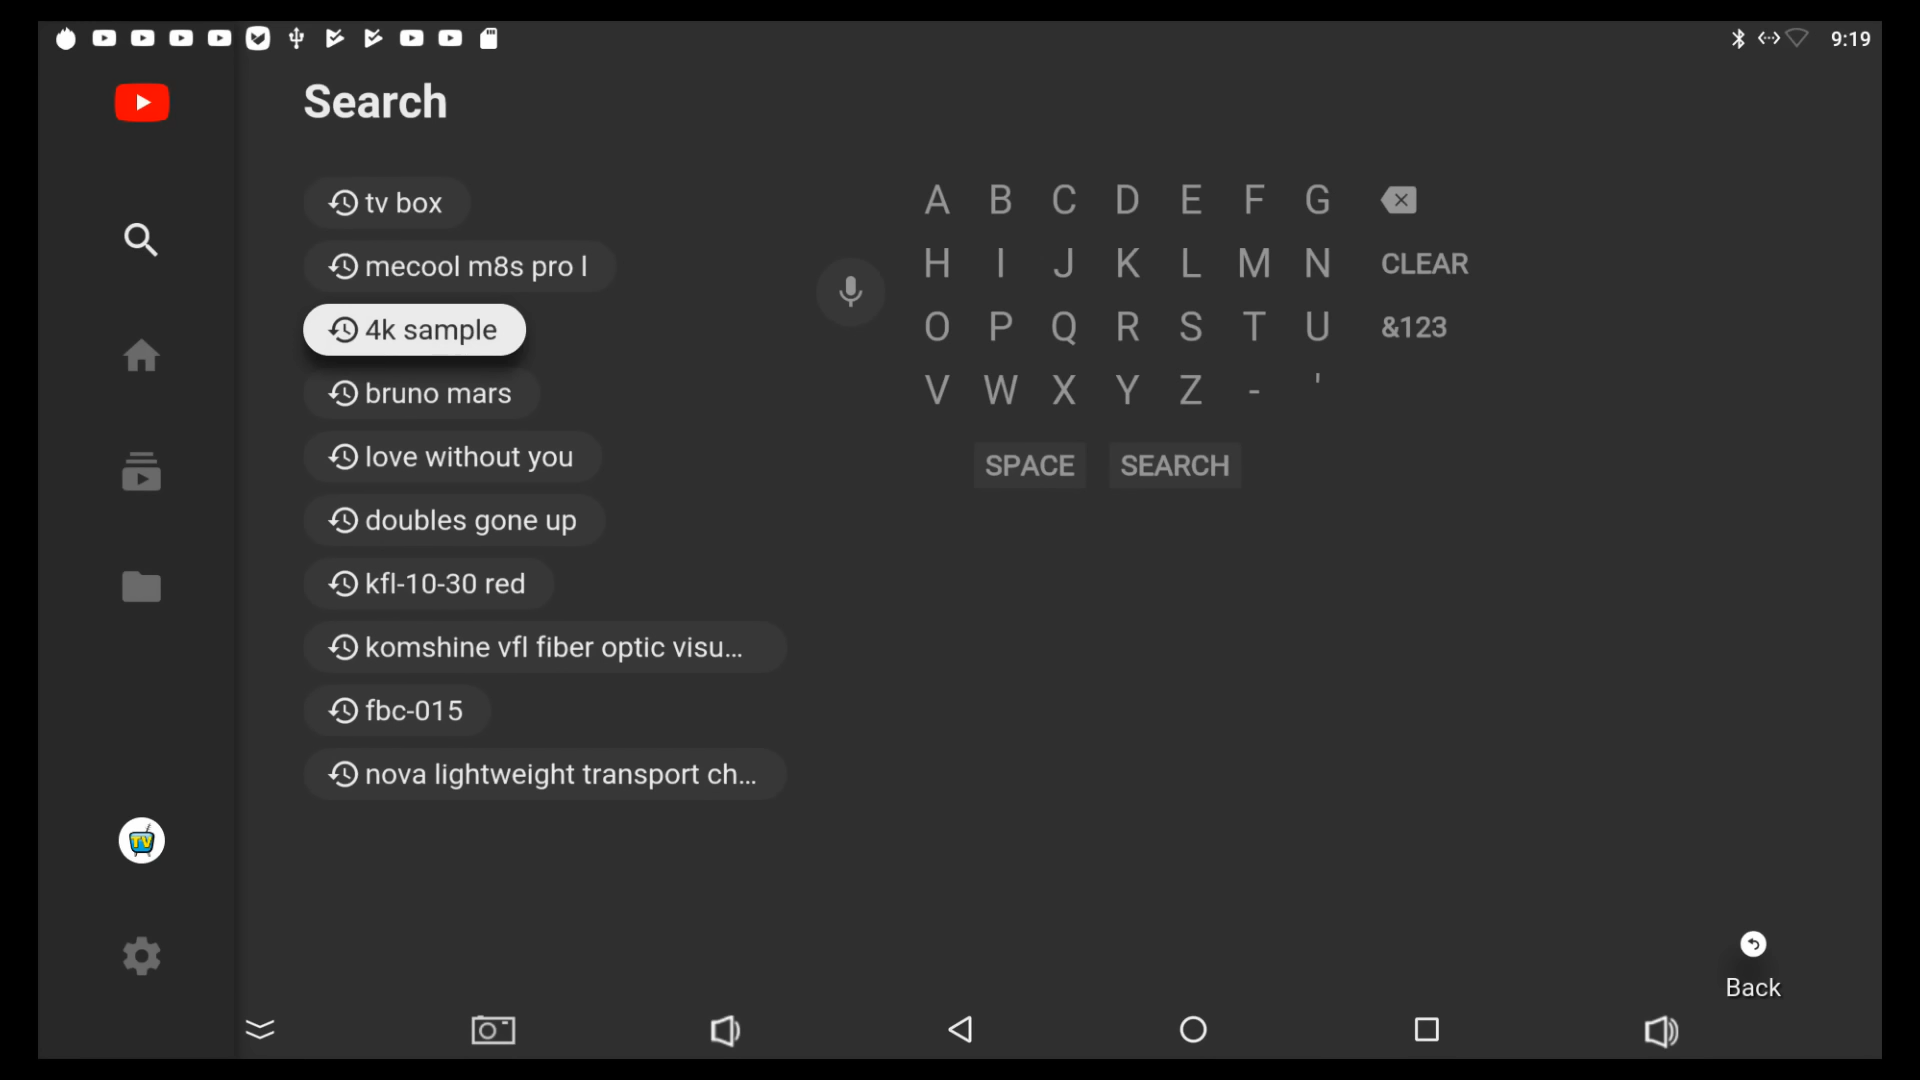 9:19
Search
tv box
mecool m8s pro l
4k sample
bruno mars
love without you
doubles gone up
kfl-10-30 red
komshine vfl fiber optic visu...
fbc-015
nova lightweight transport ch...
A B C D E F G
H I J K L M N CLEAR
O P Q R S T U &123
V W X Y Z - '
SPACE SEARCH
TV
Back